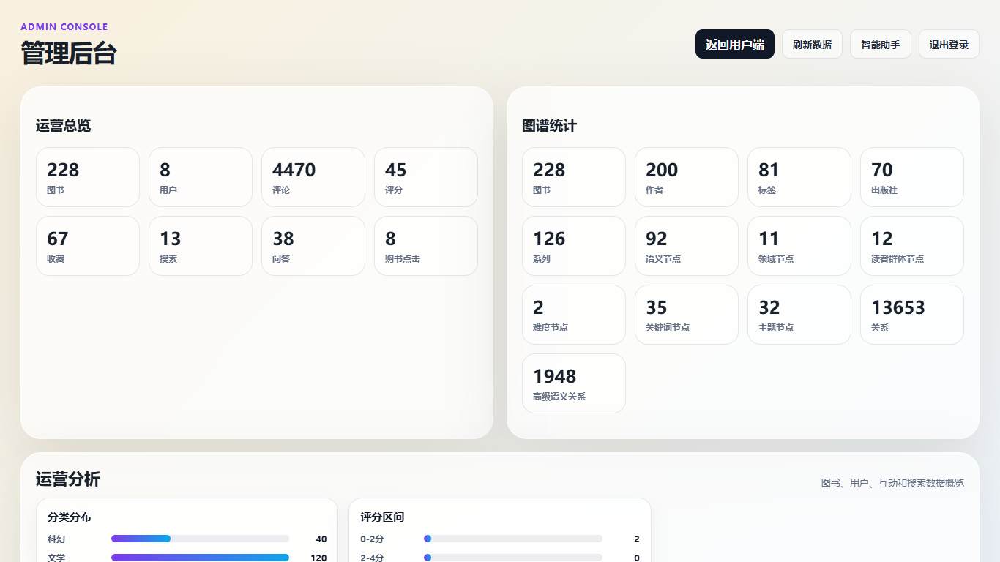 ADMIN CONSOLE
管理后台
返回用户端
刷新数据
智能助手
退出登录
运营总览
228
图书
8
用户
4470
评论
45
评分
67
收藏
13
搜索
38
问答
8
购书点击
图谱统计
228
图书
200
作者
81
标签
70
出版社
126
系列
92
语义节点
11
领域节点
12
读者群体节点
2
难度节点
35
关键词节点
32
主题节点
13653
关系
1948
高级语义关系
运营分析
图书、用户、互动和搜索数据概览
分类分布
科幻 40
文学 120
评分区间
0-2分 2
2-4分 0